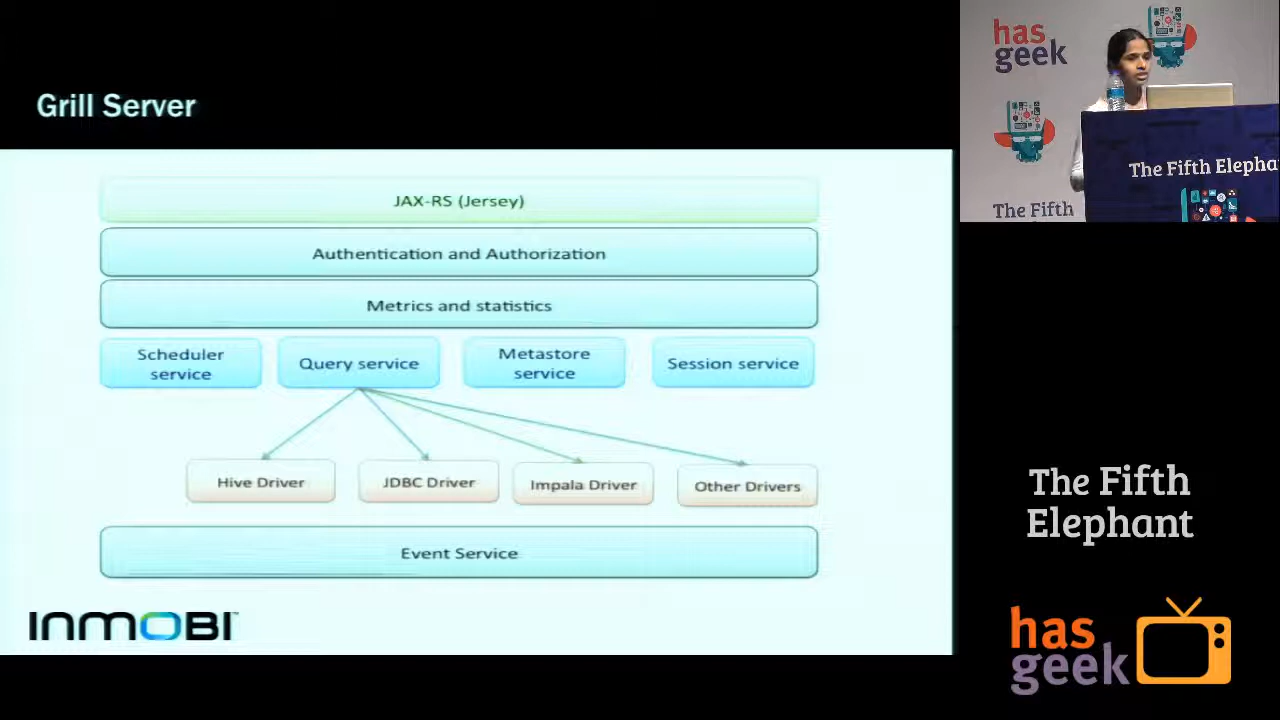 Grill Server
JAX-RS (Jersey)
Authentication and Authorization
Metrics and statistics
Scheduler
service
Query service
Metastore
service
Session service
Hive Driver
JDBC Driver
Impala Driver
Other Drivers
Event Service
INMOBI™
has
geek
The Fifth Elephan
The Fifth
The Fifth
Elephant
has
geek